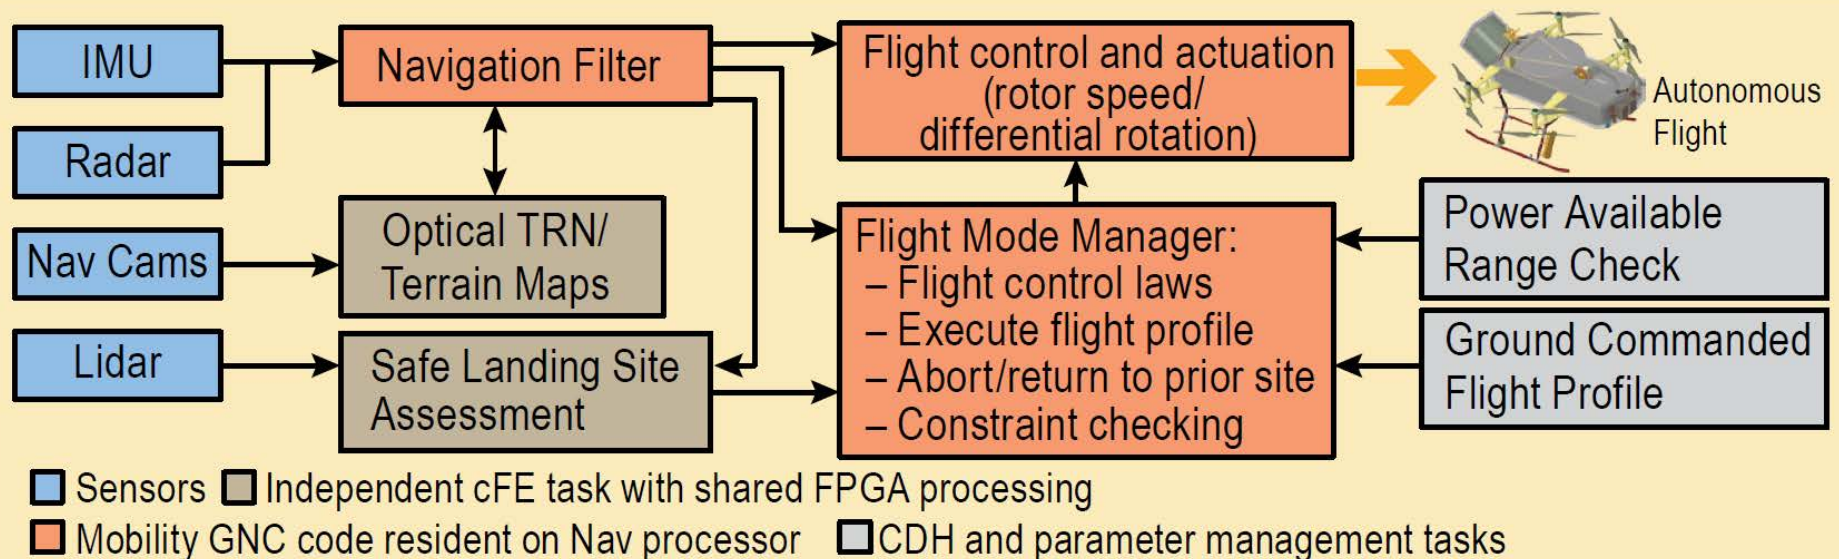 IMU
Radar
Nav Cams
Lidar
Navigation Filter
Optical TRN/
Terrain Maps
Safe Landing Site
Assessment
Flight control and actuation
(rotor speed/
differential rotation)
Flight Mode Manager:
– Flight control laws
– Execute flight profile
– Abort/return to prior site
– Constraint checking
Autonomous
Flight
Power Available
Range Check
Ground Commanded
Flight Profile
Sensors
Independent cFE task with shared FPGA processing
Mobility GNC code resident on Nav processor
CDH and parameter management tasks